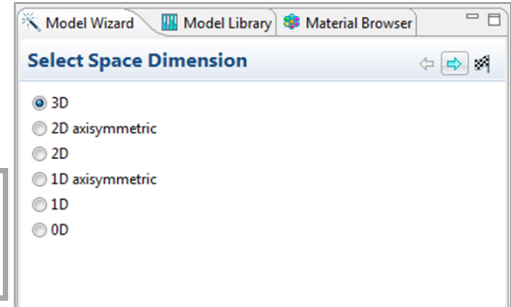 Model Wizard Model Library Material Browser
Select Space Dimension
3D
2D axisymmetric
2D
1D axisymmetric
1D
0D